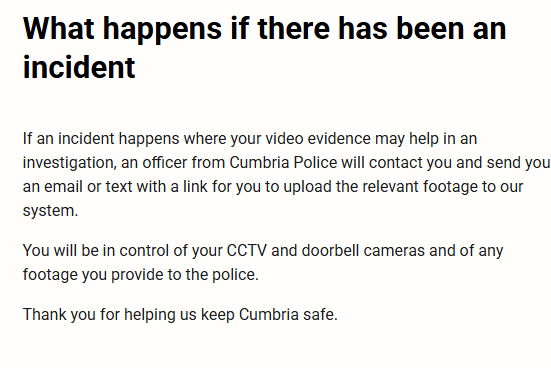 What happens if there has been an
incident
If an incident happens where your video evidence may help in an
investigation, an officer from Cumbria Police will contact you and send you
an email or text with a link for you to upload the relevant footage to our
system.
You will be in control of your CCTV and doorbell cameras and of any
footage you provide to the police.
Thank you for helping us keep Cumbria safe.